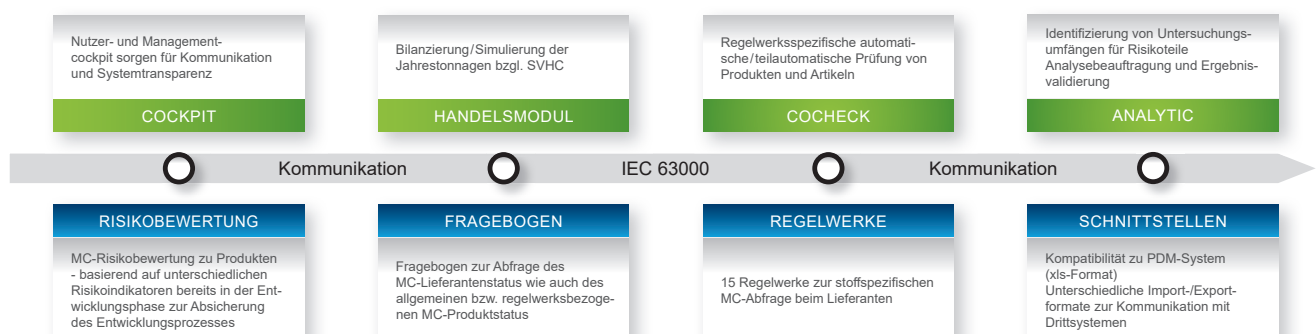 Nutzer- und Management-
cockpit sorgen für Kommunikation
und Systemtransparenz
COCKPIT
Bilanzierung/Simulierung der
Jahrestonnagen bzgl. SVHC
HANDELSMODUL
Regelwerksspezifische automati-
sche/teilautomatische Prüfung von
Produkten und Artikeln
COCHECK
Identifizierung von Untersuchungs-
umfängen für Risikoteile
Analysebeauftragung und Ergebnis-
validierung
ANALYTIC
Kommunikation
IEC 63000
Kommunikation
RISIKOBEWERTUNG
MC-Risikobewertung zu Produkten
- basierend auf unterschiedlichen
Risikoindikatoren bereits in der Ent-
wicklungsphase zur Absicherung
des Entwicklungsprozesses
FRAGEBOGEN
Fragebogen zur Abfrage des
MC-Lieferantenstatus wie auch des
allgemeinen bzw. regelwerksbezoge-
nen MC-Produktstatus
REGELWERKE
15 Regelwerke zur stoffspezifischen
MC-Abfrage beim Lieferanten
SCHNITTSTELLEN
Kompatibilität zu PDM-System
(xls-Format)
Unterschiedliche Import-/Export-
formate zur Kommunikation mit
Drittsystemen